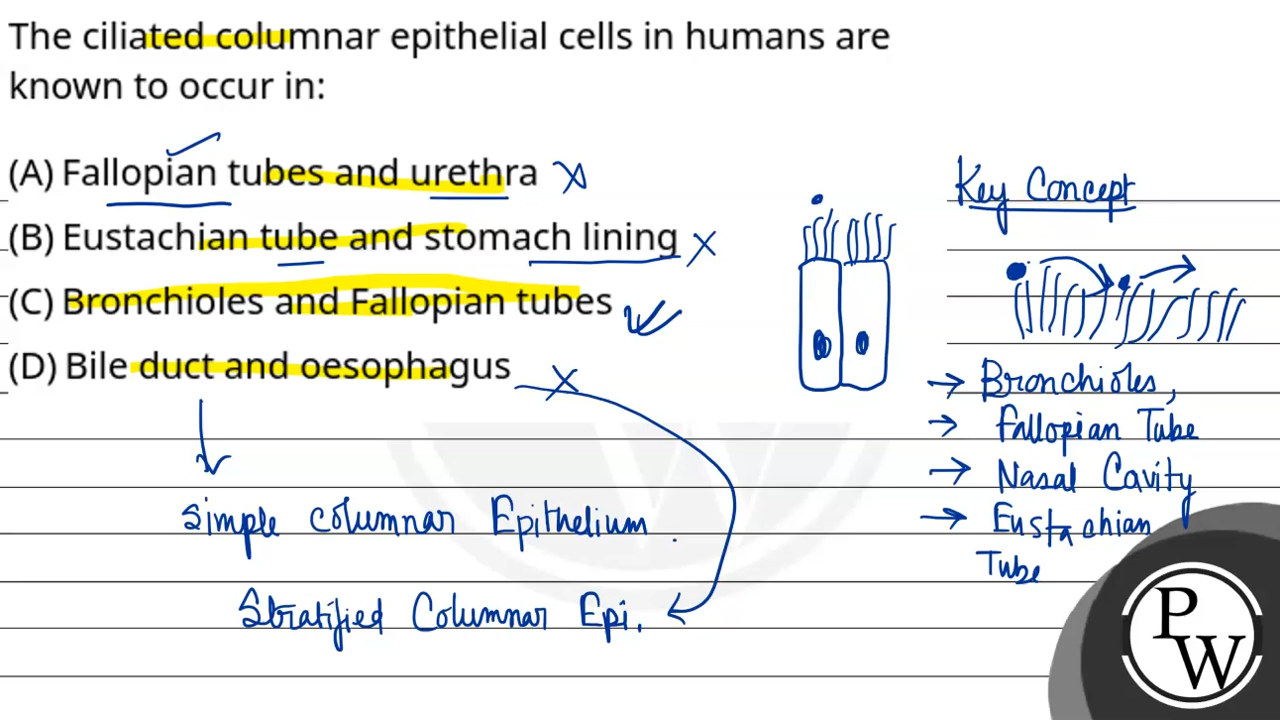 The ciliated columnar epithelial cells in humans are
known to occur in:
(A) Fallopian tubes and urethra
(B) Eustachian tube and stomach lining
(C) Bronchioles and Fallopian tubes
(D) Bile duct and oesophagus
Simple columnar Epithelium.
Stratified Columnar Epi.
Key Concept
→ Bronchioles,
→ Fallopian Tube
→ Nasal Cavity
→ Eustachian
Tube
P
W